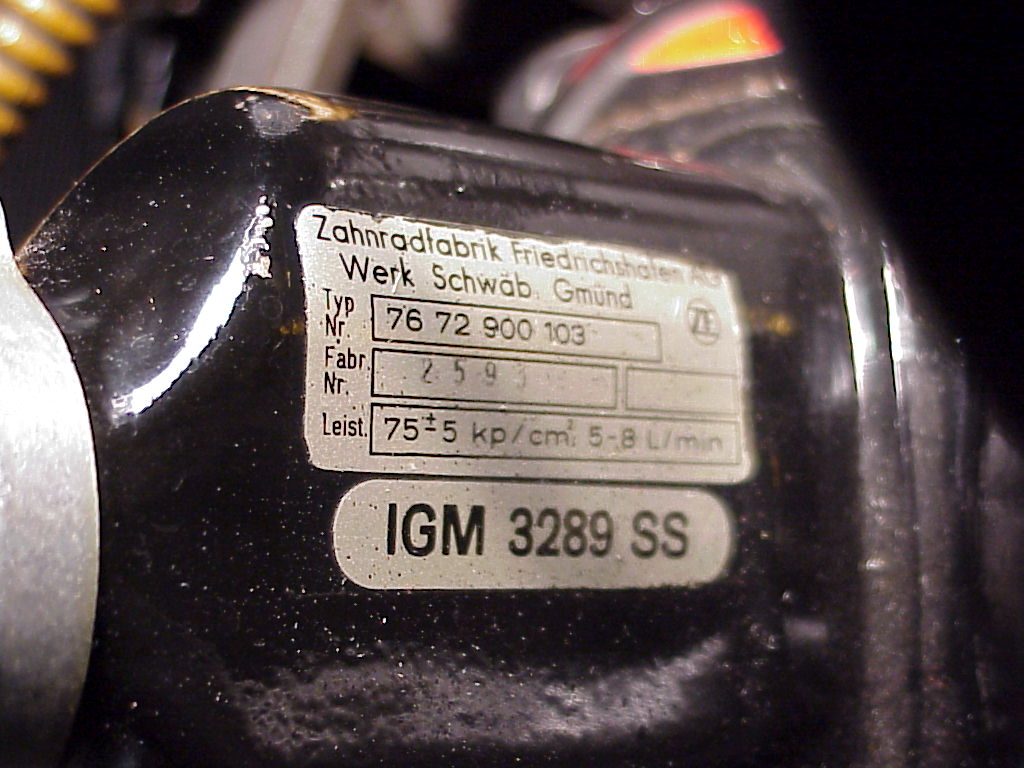 Zahnradfabrik Friedrichshafen AG
Werk Schwäb. Gmünd
ZF
Typ Nr. 76 72 900 103
Fabr. Nr. 2593
Leist. 75±5 kp/cm², 5-8 L/min
IGM 3289 SS